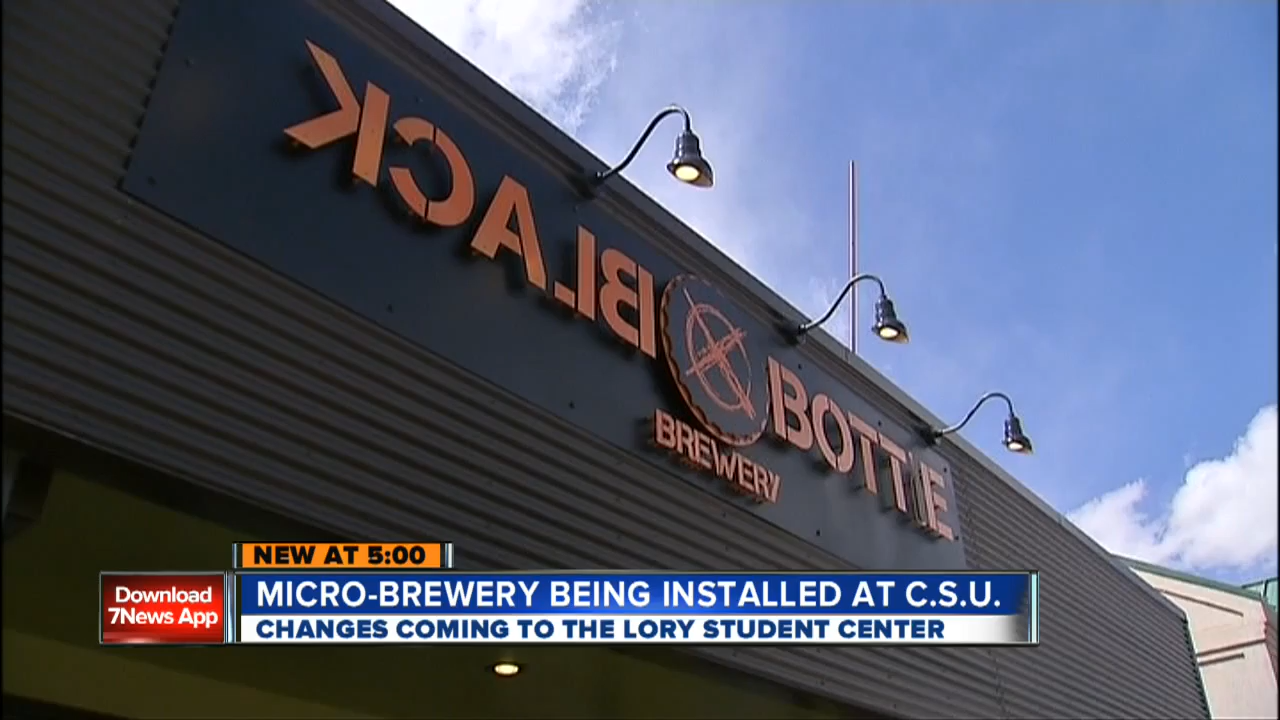 BLACK
BOTTLE
BREWERY
NEW AT 5:00
Download
7News App
MICRO-BREWERY BEING INSTALLED AT C.S.U.
CHANGES COMING TO THE LORY STUDENT CENTER